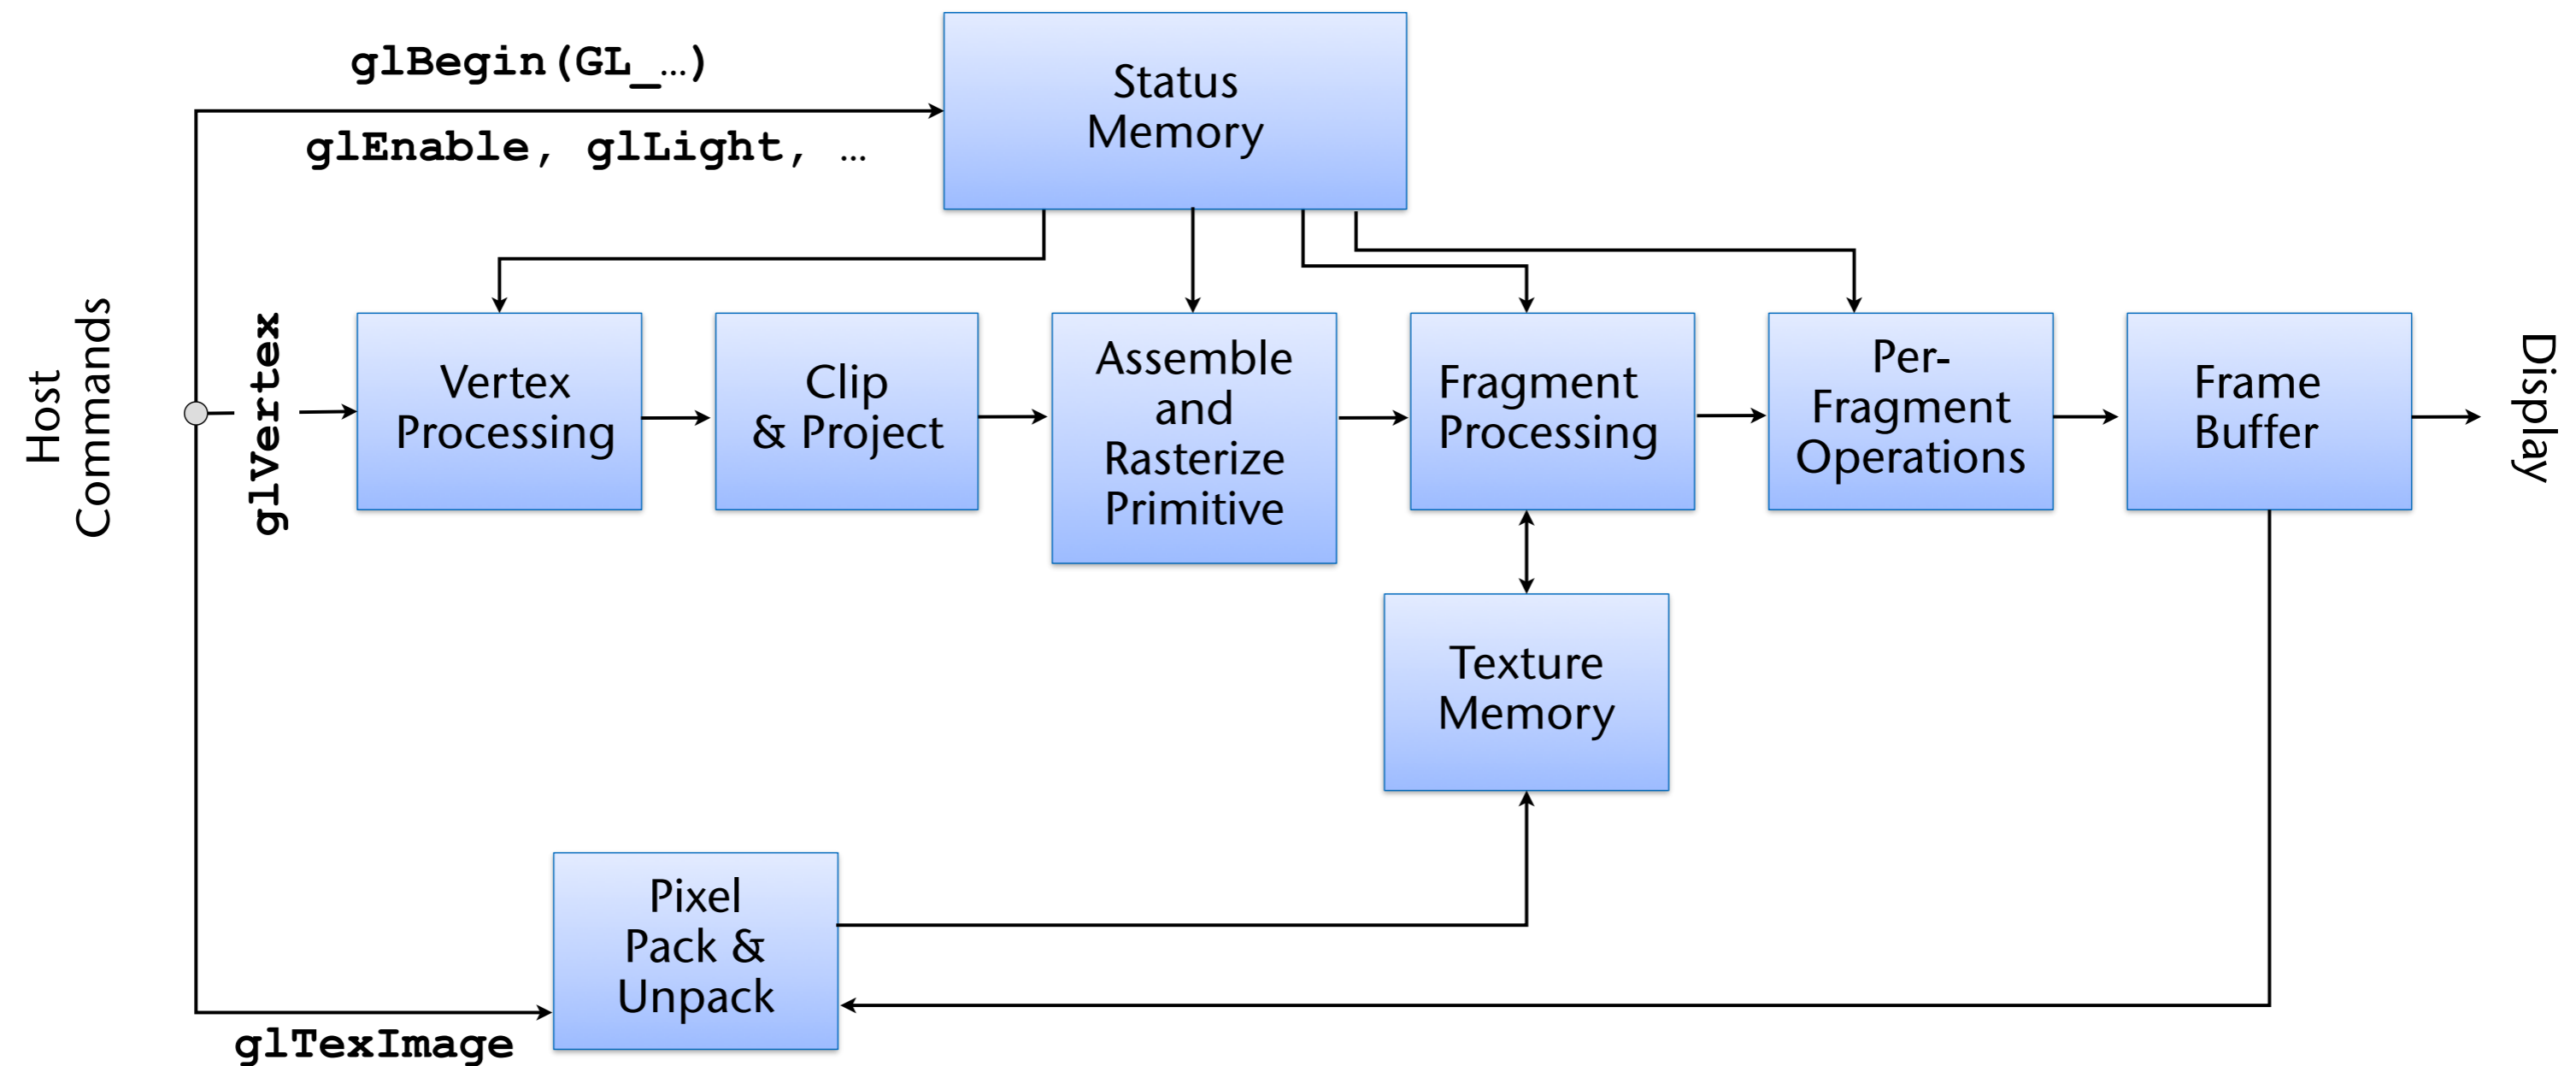 glBegin(GL_…)
glEnable, glLight, …
Status
Memory
Host
Commands
glVertex
Vertex
Processing
Clip
& Project
Assemble
and
Rasterize
Primitive
Fragment
Processing
Per-
Fragment
Operations
Frame
Buffer
Display
Texture
Memory
Pixel
Pack &
Unpack
glTexImage